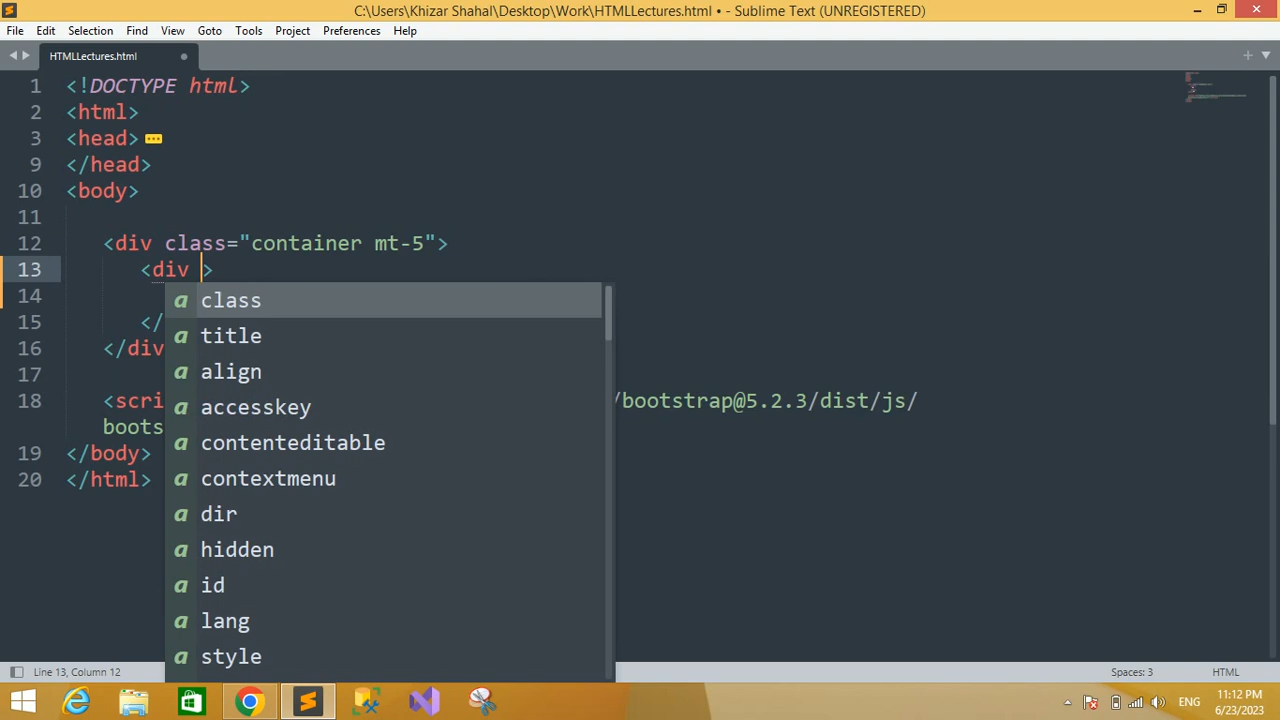 C:\Users\Khizar Shahal\Desktop\Work\HTMLLectures.html • - Sublime Text (UNREGISTERED)
File Edit Selection Find View Goto Tools Project Preferences Help
HTMLLectures.html
1 <!DOCTYPE html>
2 <html>
3 <head>
9 </head>
10 <body>
11
12 <div class="container mt-5">
13 <div >
14 a class
15 </ a title
16 </div
a align
17
18 <scri /bootstrap@5.2.3/dist/js/
a accesskey
boots
a contenteditable
19 </body>
20 </html>
a contextmenu
a dir
a hidden
a id
a lang
a style
Line 13, Column 12 Spaces: 3 HTML
ENG 11:12 PM
6/23/2023